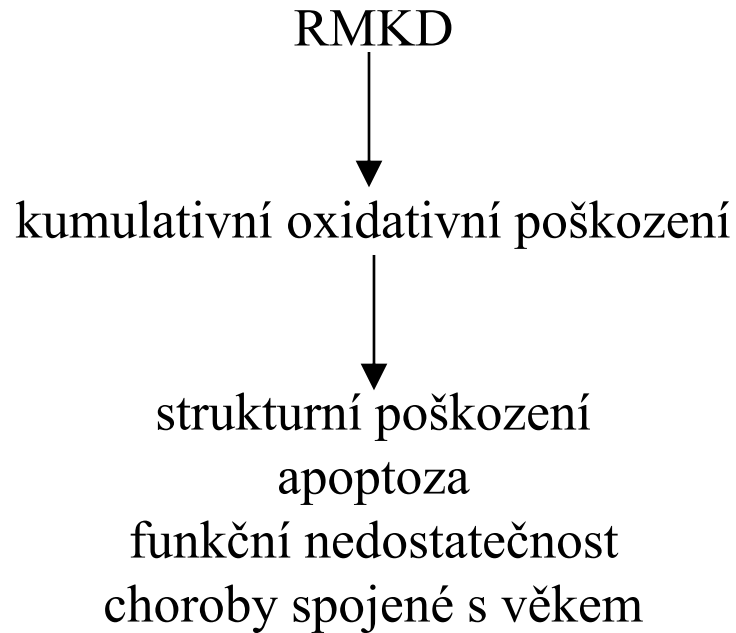 RMKD
kumulativní oxidativní poškození
strukturní poškození
apoptoza
funkční nedostatečnost
choroby spojené s věkem